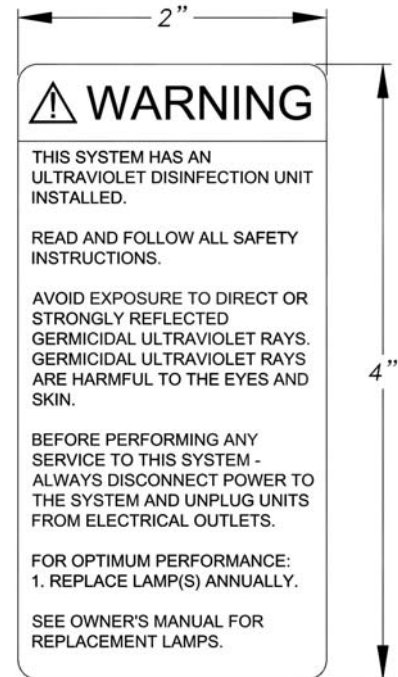 2"
WARNING
THIS SYSTEM HAS AN
ULTRAVIOLET DISINFECTION UNIT
INSTALLED.
READ AND FOLLOW ALL SAFETY
INSTRUCTIONS.
AVOID EXPOSURE TO DIRECT OR
STRONGLY REFLECTED
GERMICIDAL ULTRAVIOLET RAYS.
GERMICIDAL ULTRAVIOLET RAYS
ARE HARMFUL TO THE EYES AND
SKIN.
4"
BEFORE PERFORMING ANY
SERVICE TO THIS SYSTEM -
ALWAYS DISCONNECT POWER TO
THE SYSTEM AND UNPLUG UNITS
FROM ELECTRICAL OUTLETS.
FOR OPTIMUM PERFORMANCE:
1. REPLACE LAMP(S) ANNUALLY.
SEE OWNER'S MANUAL FOR
REPLACEMENT LAMPS.